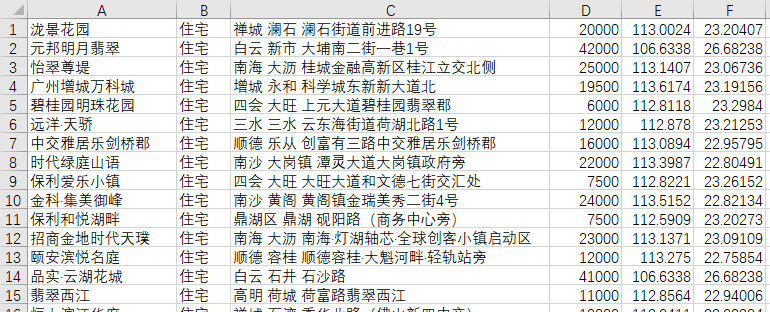 A B C D E F
1 泷景花园 住宅 禅城 澜石 澜石街道前进路19号 20000 113.0024 23.20407
2 元邦明月翡翠 住宅 白云 新市 大埔南二街一巷1号 42000 106.6338 26.68238
3 怡翠尊堤 住宅 南海 大沥 桂城金融高新区桂江立交北侧 25000 113.1407 23.06736
4 广州增城万科城 住宅 增城 永和 科学城东新新大道北 19500 113.6174 23.19156
5 碧桂园明珠花园 住宅 四会 大旺 上元大道碧桂园翡翠郡 6000 112.8118 23.2984
6 远洋·天骄 住宅 三水 三水 云东海街道荷湖北路1号 12000 112.878 23.21253
7 中交雅居乐剑桥郡 住宅 顺德 乐从 创富有三路中交雅居乐剑桥郡 16000 113.0894 22.95795
8 时代绿庭山语 住宅 南沙 大岗镇 潭灵大道大岗镇政府旁 22000 113.3987 22.80491
9 保利爱乐小镇 住宅 四会 大旺 大旺大道和文德七街交汇处 7500 112.8221 23.26152
10 金科·集美御峰 住宅 南沙 黄阁 黄阁镇金瑞美秀二街4号 24000 113.5152 22.82134
11 保利和悦湖畔 住宅 鼎湖区 鼎湖 砚阳路（商务中心旁） 7500 112.5909 23.20273
12 招商金地时代天璞 住宅 南海 大沥 南海·灯湖轴芯·全球创客小镇启动区 23000 113.1371 23.09109
13 颐安滨悦名庭 住宅 顺德 容桂 顺德容桂·大魁河畔·轻轨站旁 12000 113.275 22.75854
14 品实·云湖花城 住宅 白云 石井 石沙路 41000 106.6338 26.68238
15 翡翠西江 住宅 高明 荷城 荷富路翡翠西江 11000 112.8564 22.94006